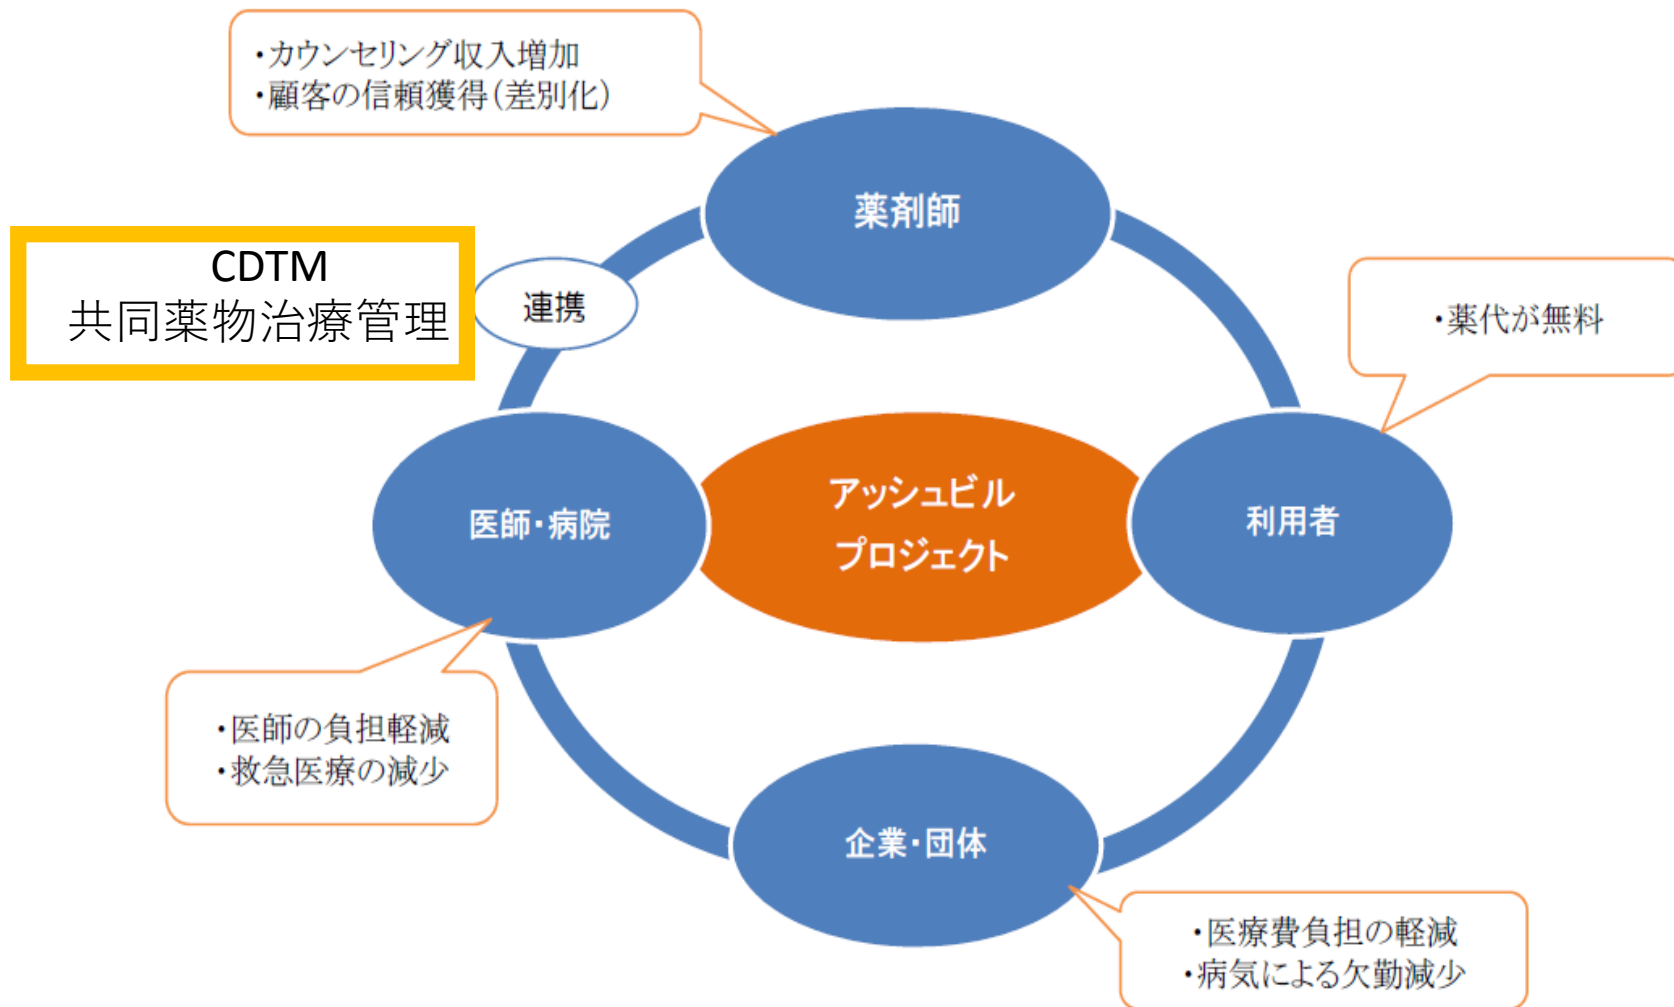 ・カウンセリング収入増加
・顧客の信頼獲得(差別化)
薬剤師
CDTM
共同薬物治療管理
連携
・薬代が無料
医師・病院
アッシュビル
プロジェクト
利用者
・医師の負担軽減
・救急医療の減少
企業・団体
・医療費負担の軽減
・病気による欠勤減少